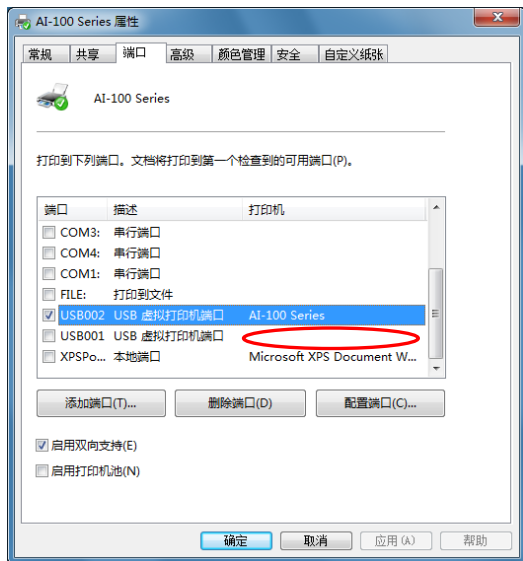 AI-100 Series 属性
常规 共享 端口 高级 颜色管理 安全 自定义纸张
AI-100 Series
打印到下列端口。文档将打印到第一个检查到的可用端口(P)。
端口 描述 打印机
COM3: 串行端口
COM4: 串行端口
COM1: 串行端口
FILE: 打印到文件
USB002 USB 虚拟打印机端口 AI-100 Series
USB001 USB 虚拟打印机端口
XPSPo... 本地端口 Microsoft XPS Document W...
添加端口(T)... 删除端口(D) 配置端口(C)...
启用双向支持(E)
启用打印机池(N)
确定 取消 应用(A) 帮助